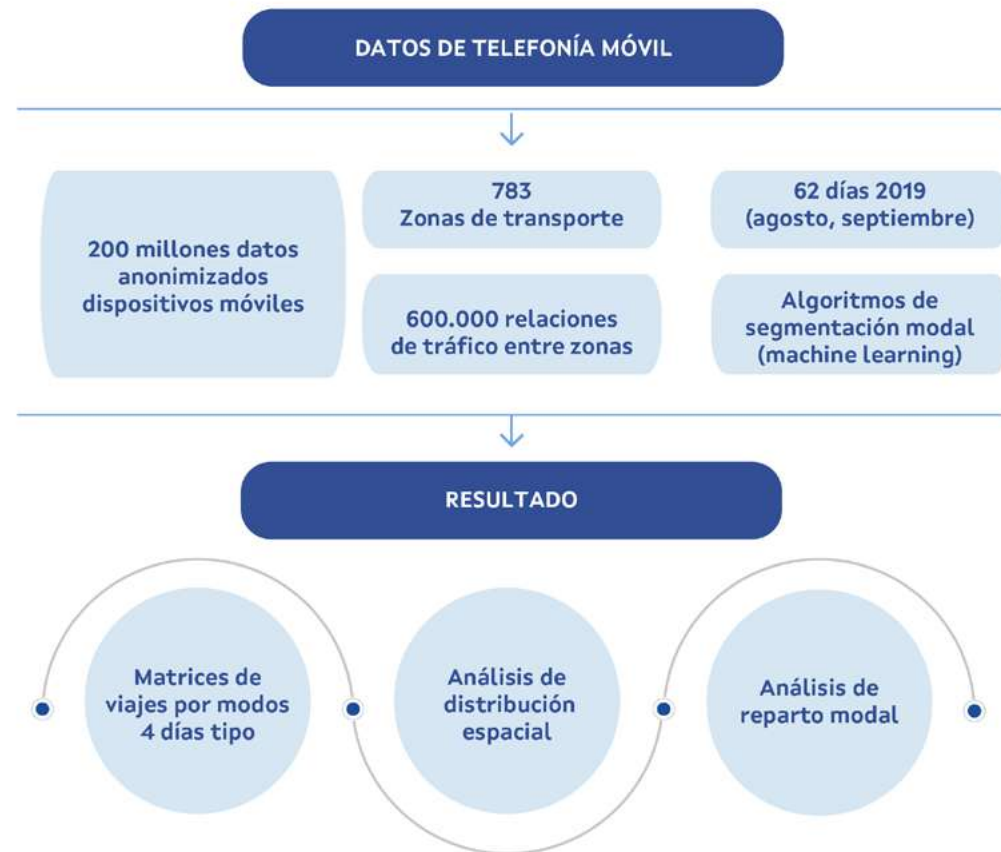 DATOS DE TELEFONÍA MÓVIL
200 millones datos
anonimizados
dispositivos móviles
783
Zonas de transporte
62 días 2019
(agosto, septiembre)
600.000 relaciones
de tráfico entre zonas
Algoritmos de
segmentación modal
(machine learning)
RESULTADO
Matrices de
viajes por modos
4 días tipo
Análisis de
distribución
espacial
Análisis de
reparto modal